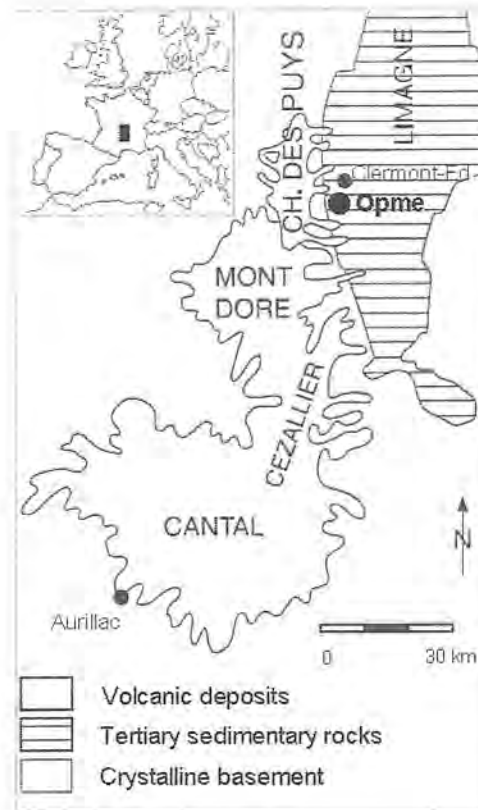 CH. DES PUYS
LIMAGNE
Clermont-Fd
Opme
MONT
DORE
CEZALLIER
CANTAL
N
Aurillac
0 30 km
Volcanic deposits
Tertiary sedimentary rocks
Crystalline basement